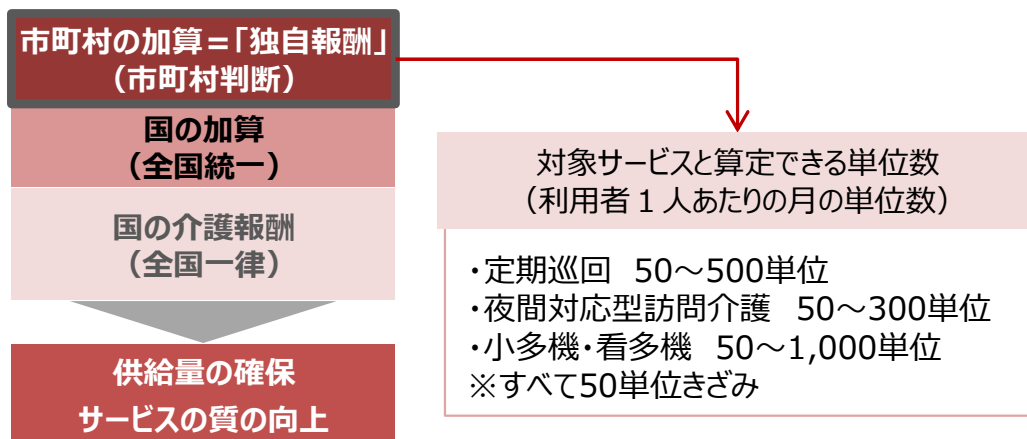 市町村の加算=「独自報酬」
（市町村判断）
国の加算
（全国統一）
国の介護報酬
（全国一律）
供給量の確保
サービスの質の向上
対象サービスと算定できる単位数
（利用者１人あたりの月の単位数）
・定期巡回 50～500単位
・夜間対応型訪問介護 50～300単位
・小多機・看多機 50～1,000単位
※すべて50単位きざみ